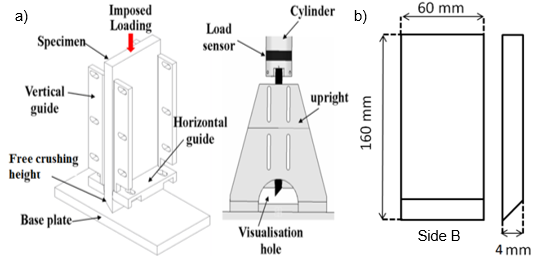 a)
Imposed
Loading
Specimen
Vertical
guide
Horizontal
guide
Free crushing
height
Base plate
Load
sensor
Cylinder
upright
Visualisation
hole
b)
60 mm
160 mm
Side B
4 mm